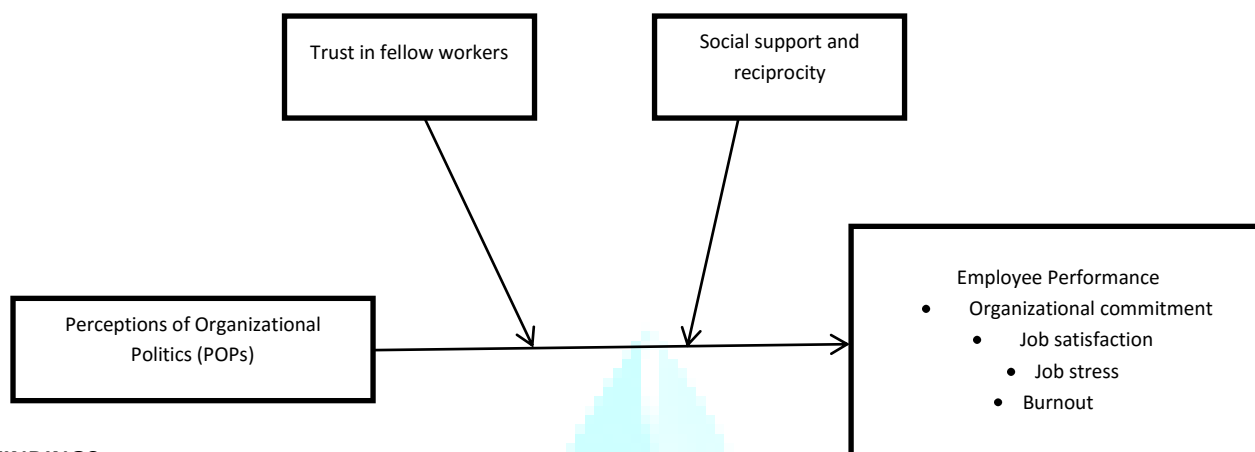 Trust in fellow workers
Social support and
reciprocity
Perceptions of Organizational
Politics (POPs)
Employee Performance
• Organizational commitment
• Job satisfaction
• Job stress
• Burnout